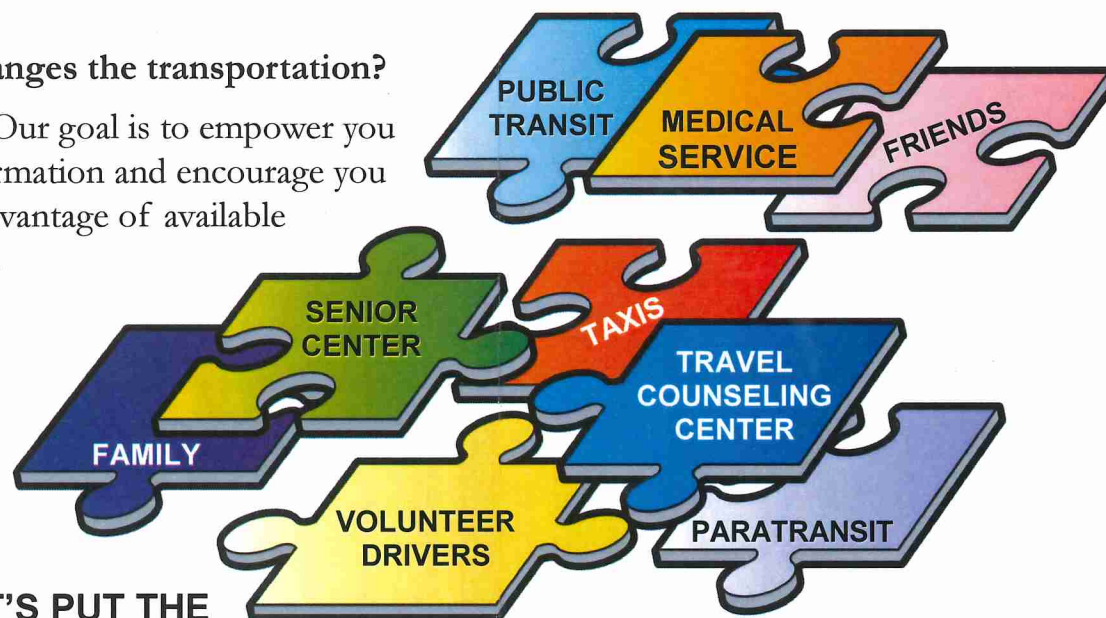 anges the transportation?
Our goal is to empower you
rmation and encourage you
vantage of available
PUBLIC
TRANSIT
MEDICAL
SERVICE
FRIENDS
SENIOR
CENTER
TAXIS
TRAVEL
COUNSELING
CENTER
FAMILY
VOLUNTEER
DRIVERS
PARATRANSIT
T'S PUT THE